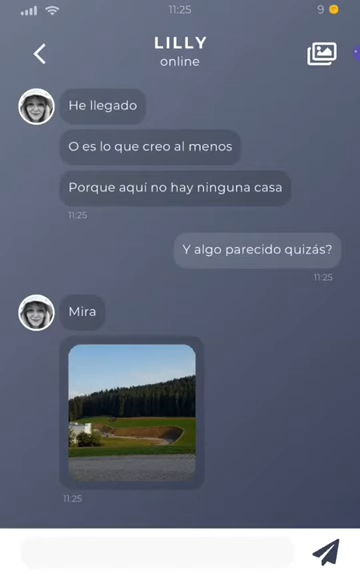 11:25
9
LILLY
online
He llegado
O es lo que creo al menos
Porque aquí no hay ninguna casa
11:25
Y algo parecido quizás?
11:25
Mira
11:25